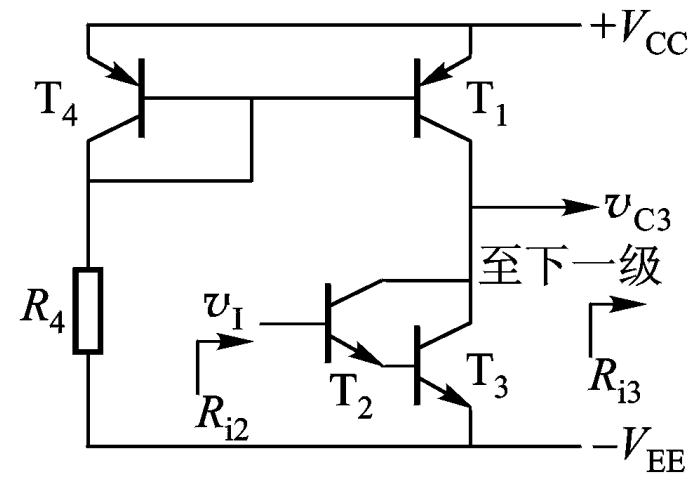 +V_CC
T_4
T_1
v_C3
至下一级
R_4
v_I
T_2
T_3
R_i2
R_i3
−V_EE